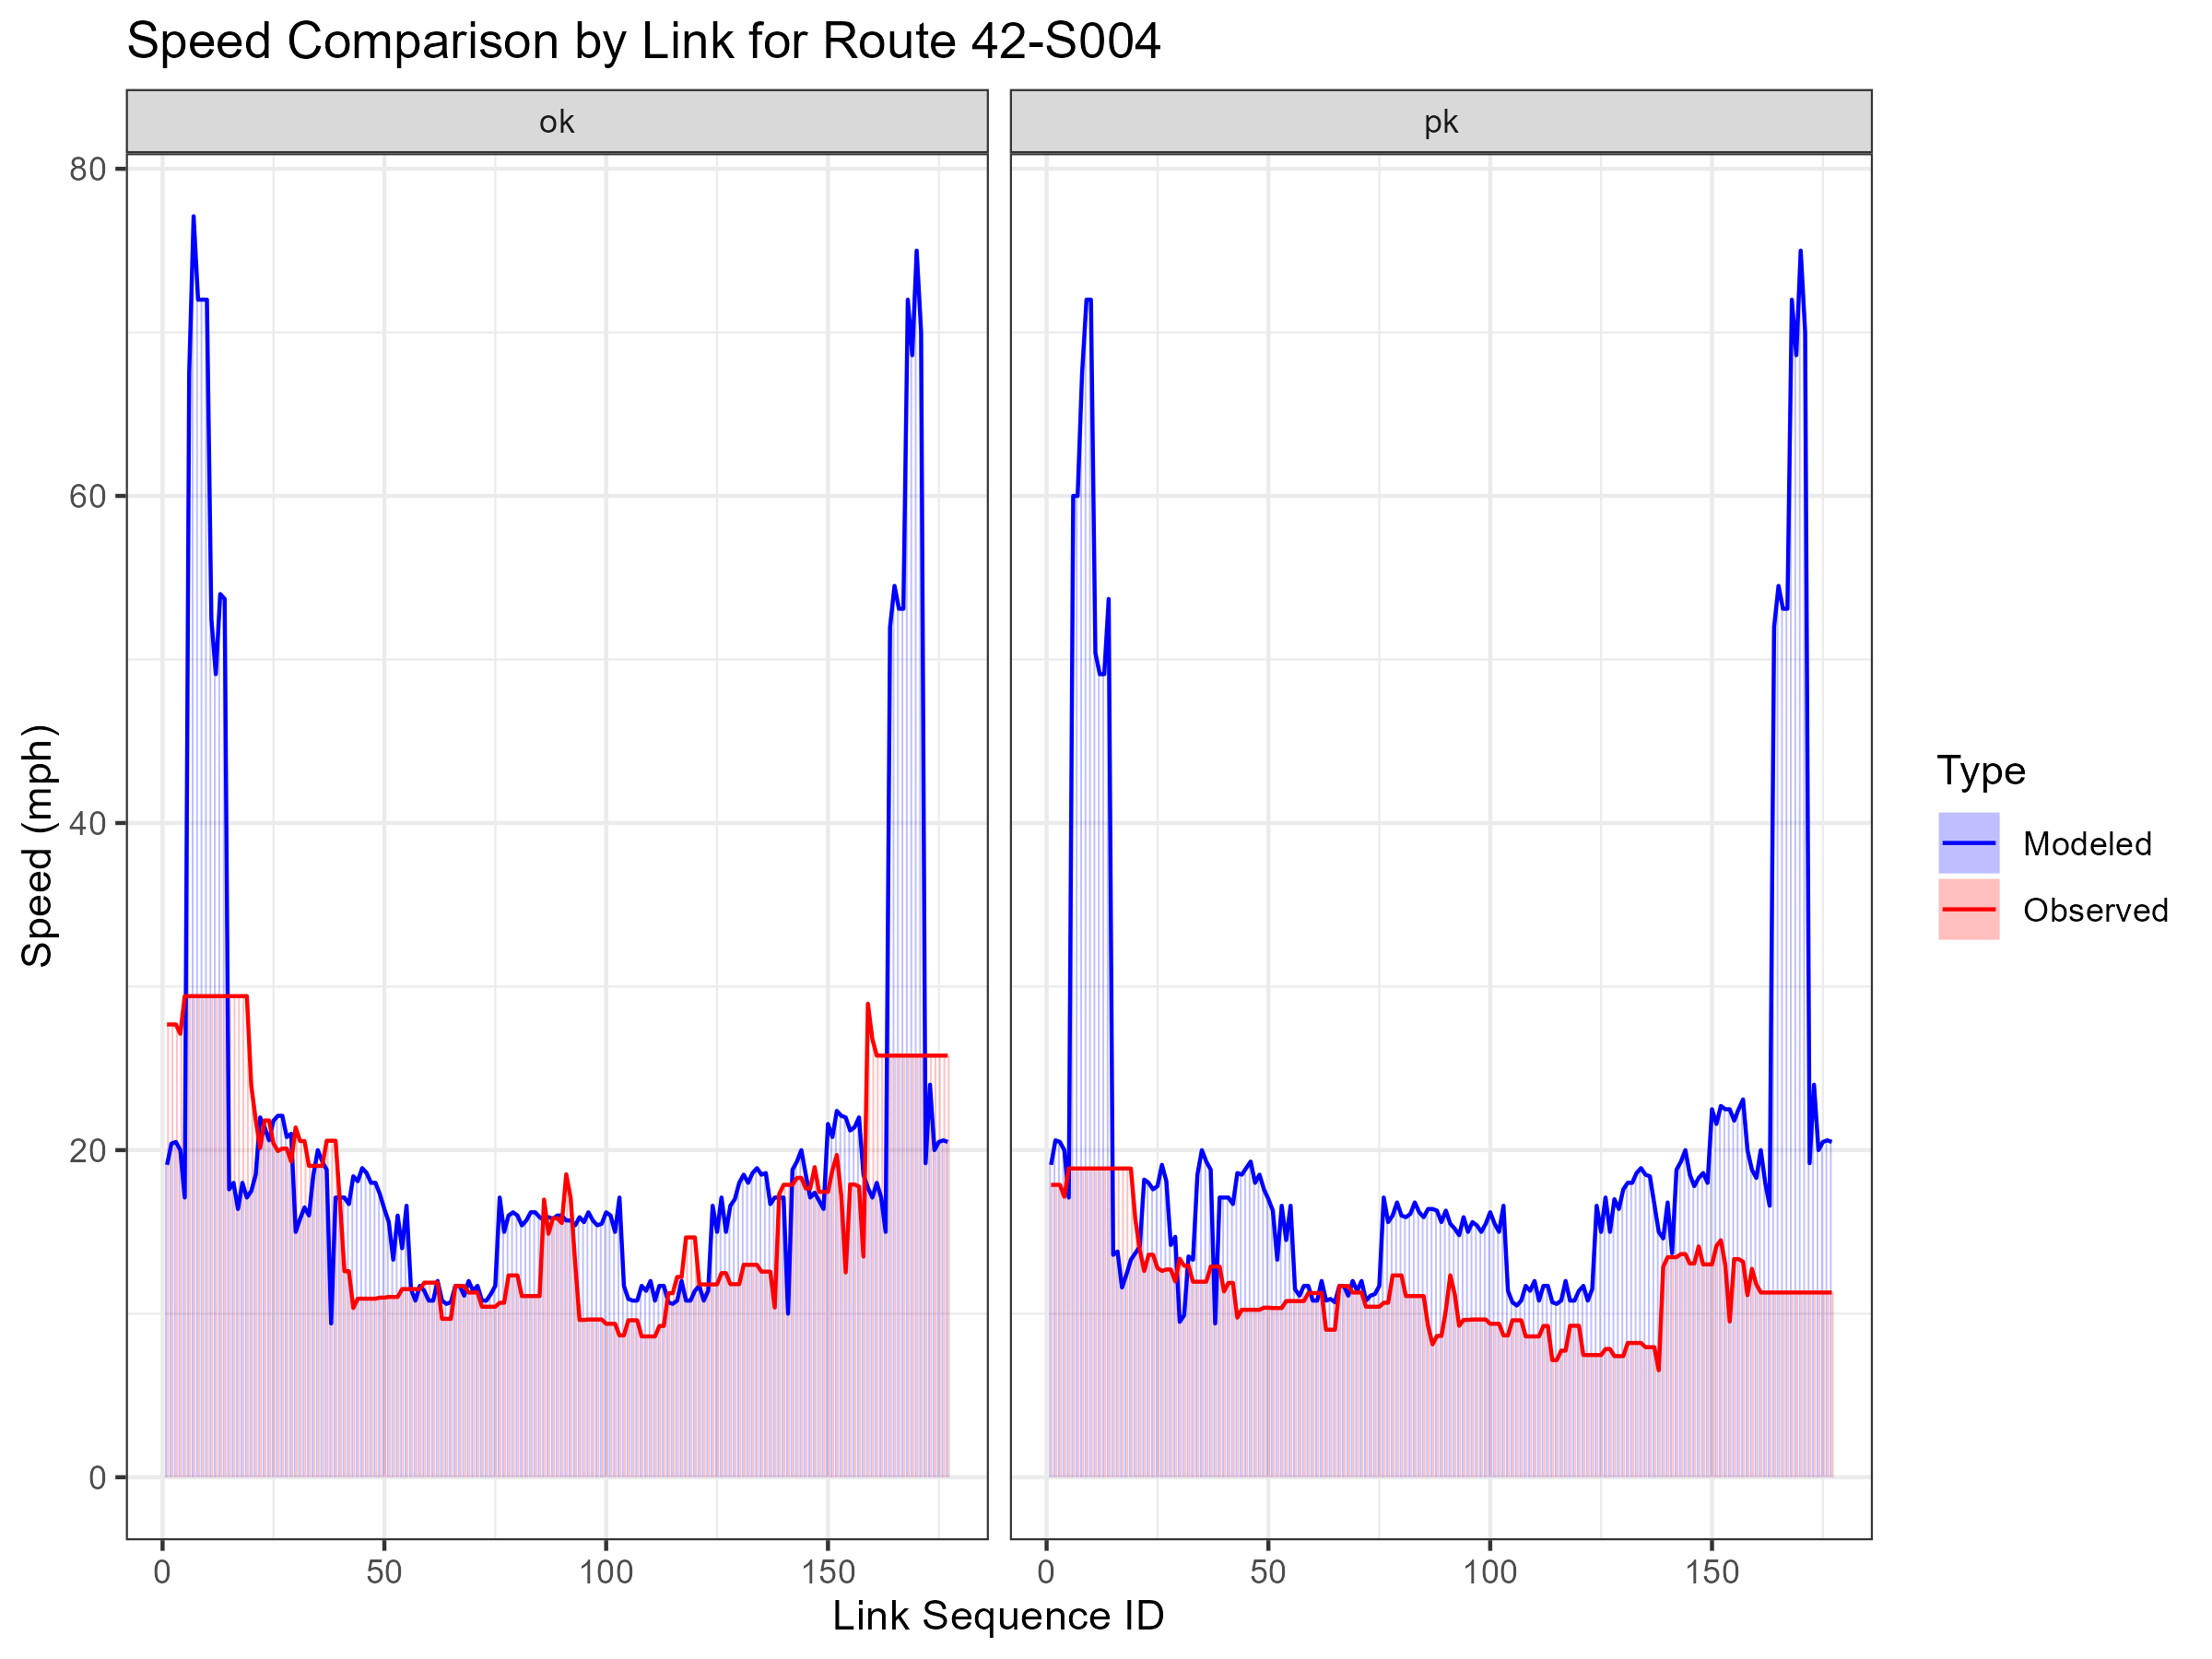 Speed Comparison by Link for Route 42-S004
ok
pk
80
60
40
20
0
Speed (mph)
0 50 100 150
0 50 100 150
Link Sequence ID
Type
Modeled
Observed